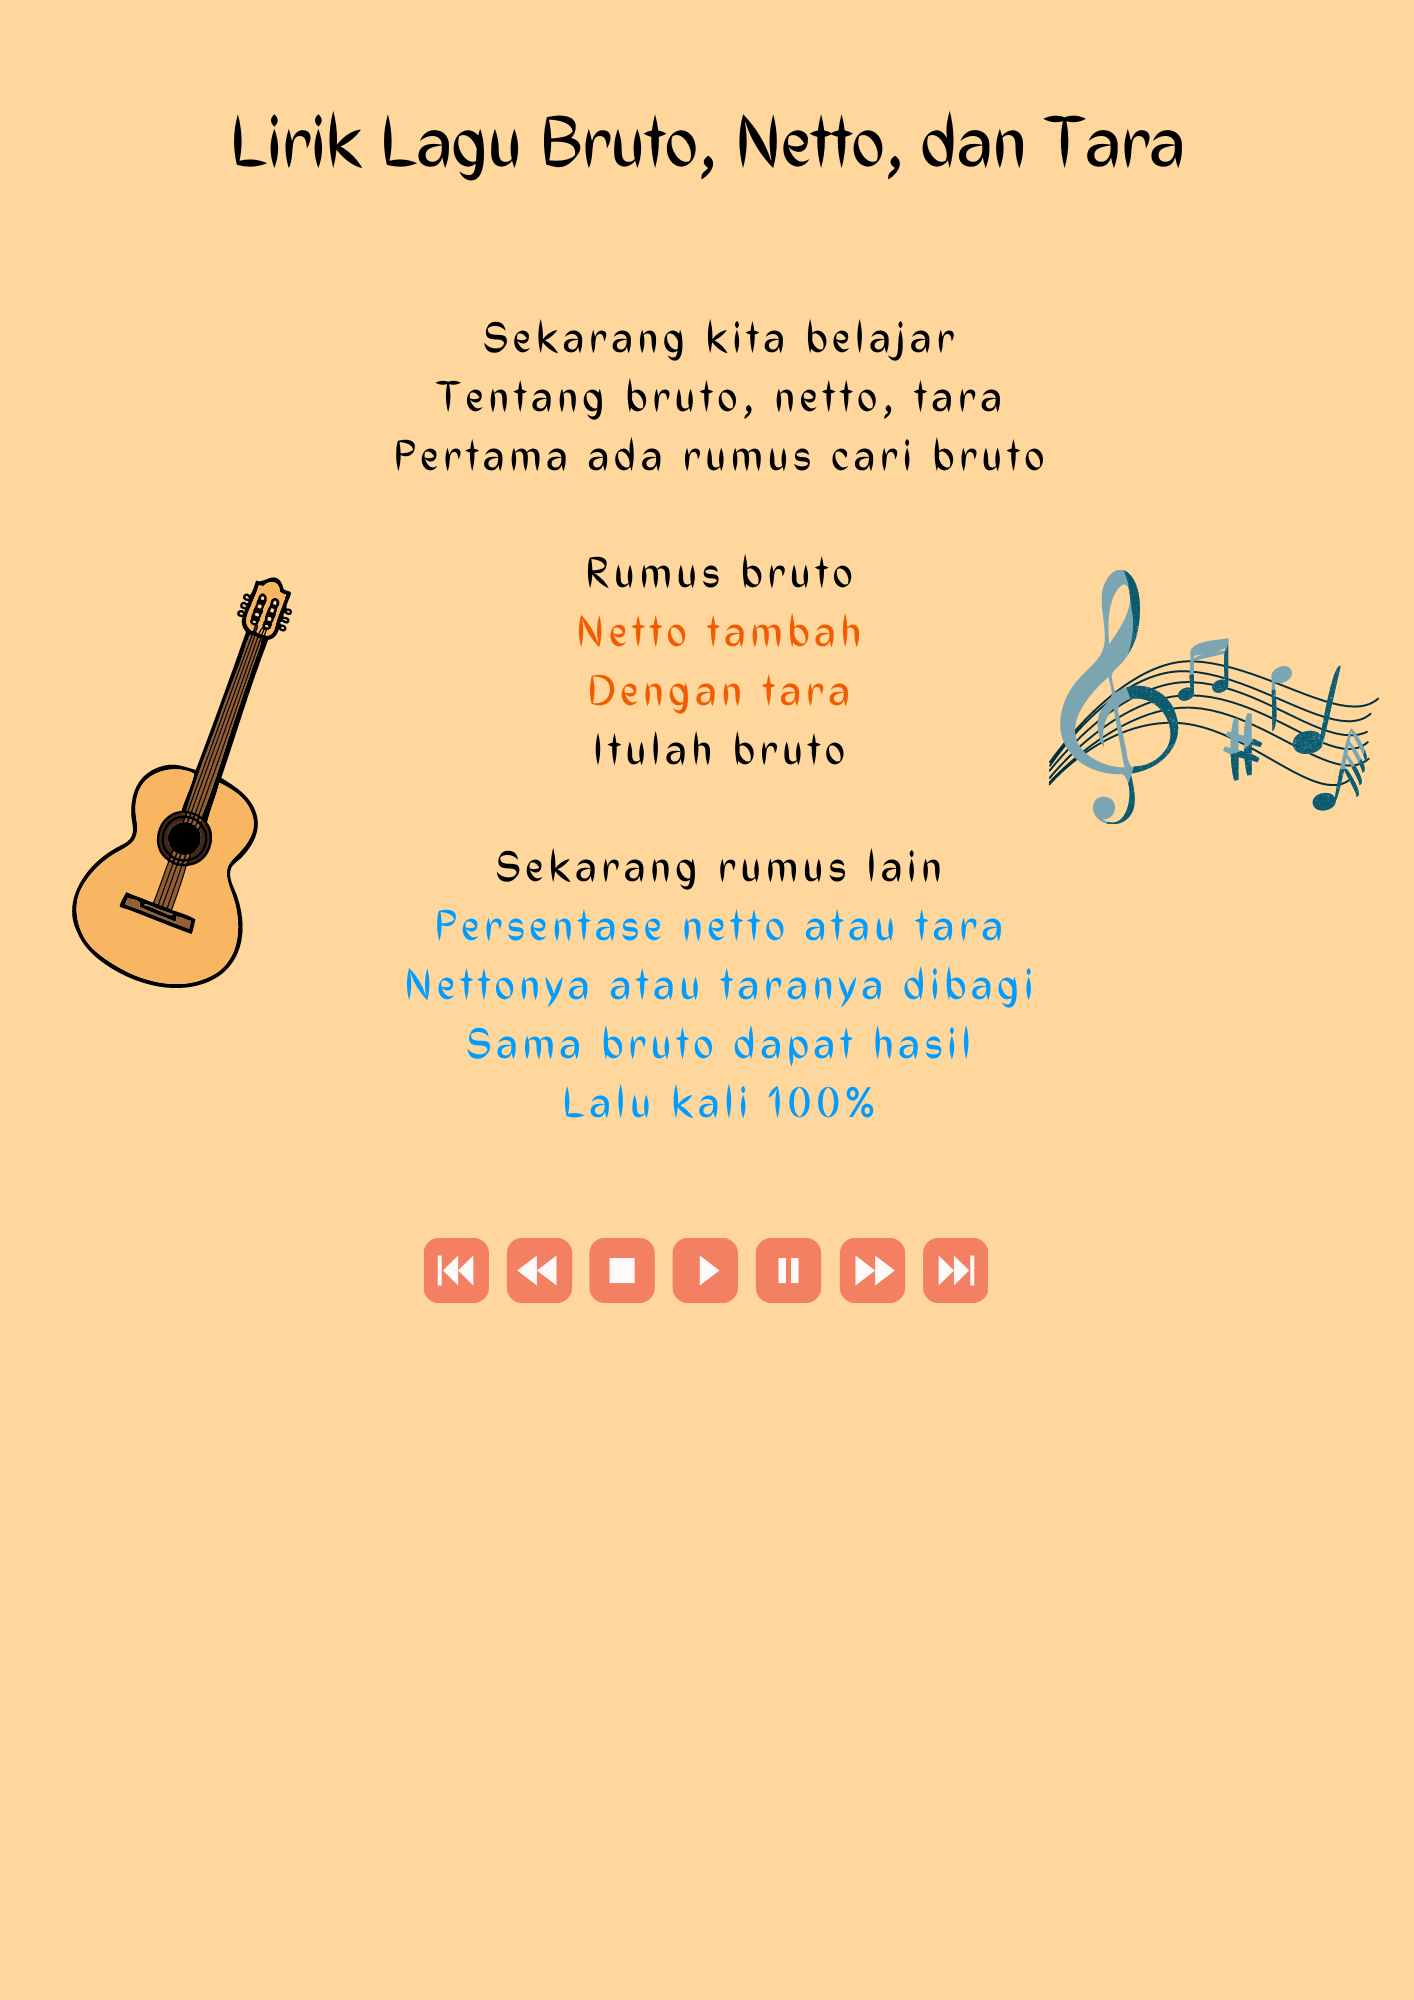 Lirik Lagu Bruto, Netto, dan Tara
Sekarang kita belajar
Tentang bruto, netto, tara
Pertama ada rumus cari bruto
Rumus bruto
Netto tambah
Dengan tara
Itulah bruto
Sekarang rumus lain
Persentase netto atau tara
Nettonya atau taranya dibagi
Sama bruto dapat hasil
Lalu kali 100%